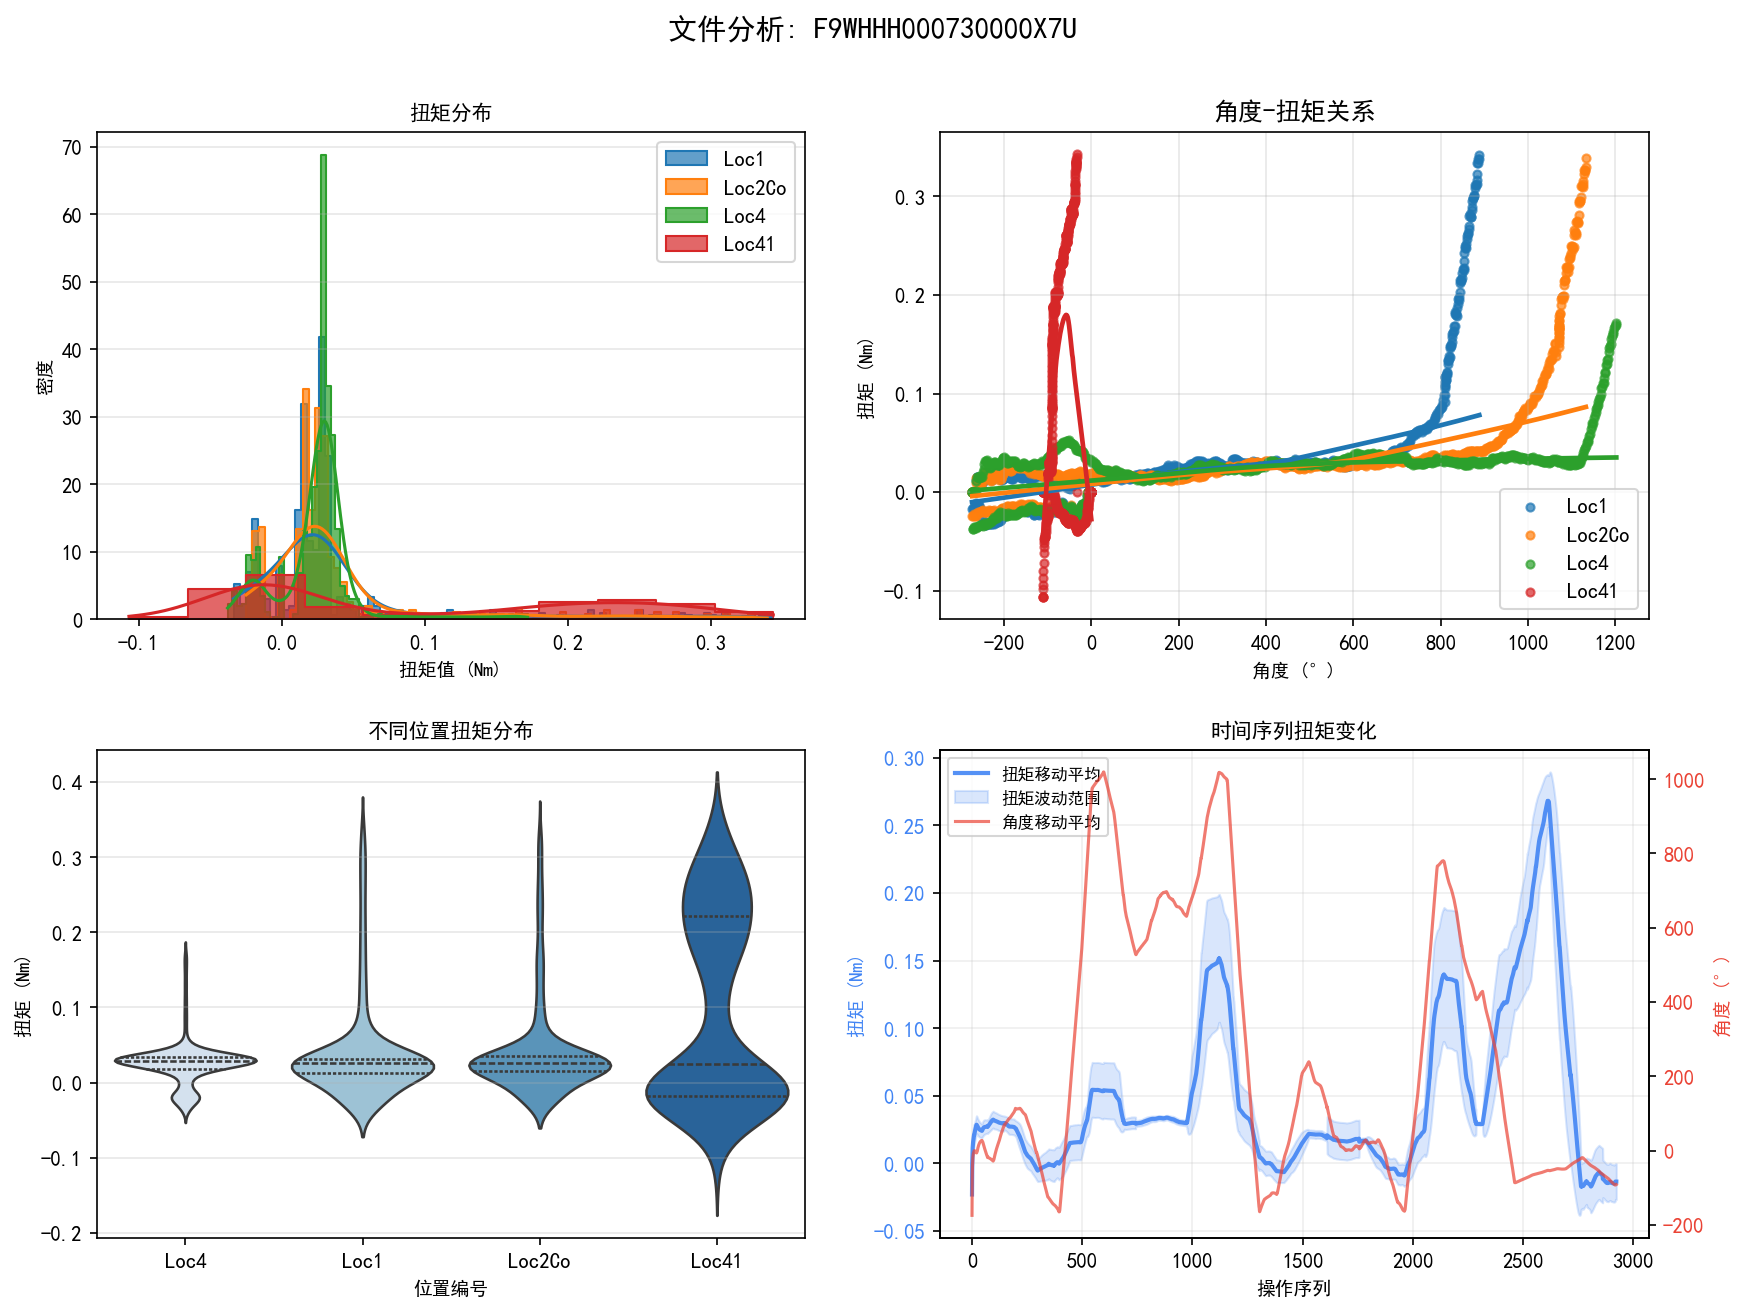 文件分析: F9WHHH000730000X7U
扭矩分布
密度
70
60
50
40
30
20
10
0
−0.1 0.0 0.1 0.2 0.3
扭矩值 (Nm)
Loc1
Loc2Co
Loc4
Loc41
角度-扭矩关系
扭矩 (Nm)
0.3
0.2
0.1
0.0
−0.1
−200 0 200 400 600 800 1000 1200
角度 (°)
Loc1
Loc2Co
Loc4
Loc41
不同位置扭矩分布
扭矩 (Nm)
0.4
0.3
0.2
0.1
0.0
−0.1
−0.2
Loc4 Loc1 Loc2Co Loc41
位置编号
时间序列扭矩变化
扭矩 (Nm)
0.30
0.25
0.20
0.15
0.10
0.05
0.00
−0.05
扭矩移动平均
扭矩波动范围
角度移动平均
1000
800
600
400
200
0
−200
角度 (°)
0 500 1000 1500 2000 2500 3000
操作序列